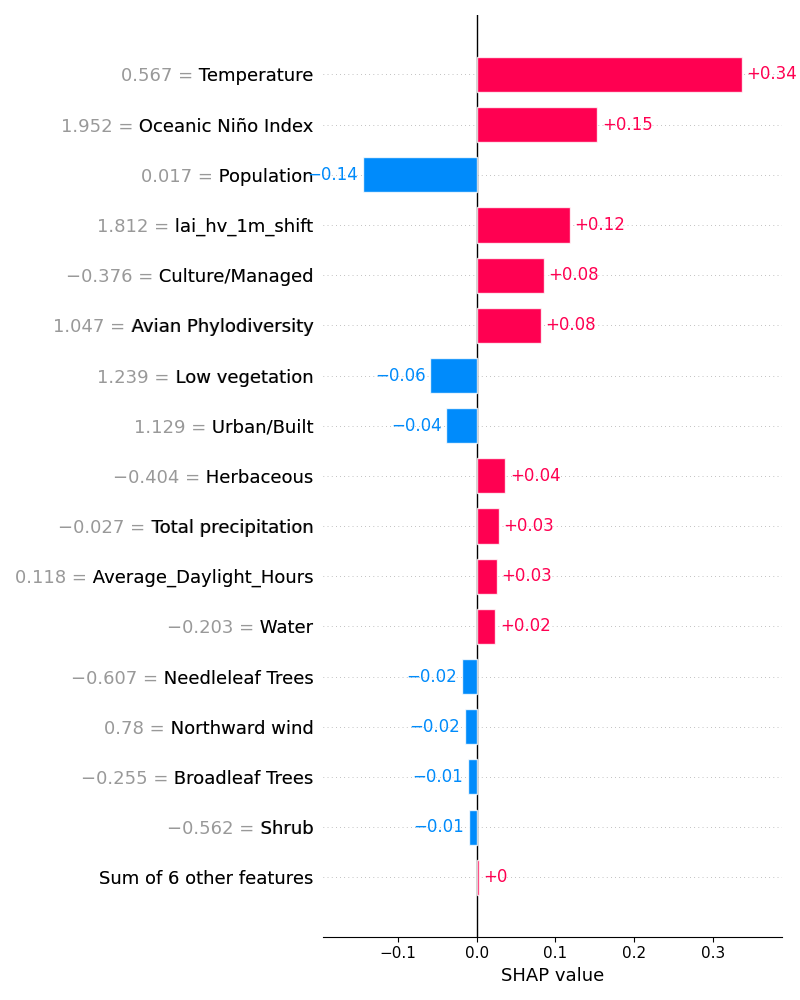 0.567 = Temperature +0.34
1.952 = Oceanic Niño Index +0.15
0.017 = Population −0.14
1.812 = lai_hv_1m_shift +0.12
−0.376 = Culture/Managed +0.08
1.047 = Avian Phylodiversity +0.08
1.239 = Low vegetation −0.06
1.129 = Urban/Built −0.04
−0.404 = Herbaceous +0.04
−0.027 = Total precipitation +0.03
0.118 = Average_Daylight_Hours +0.03
−0.203 = Water +0.02
−0.607 = Needleleaf Trees −0.02
0.78 = Northward wind −0.02
−0.255 = Broadleaf Trees −0.01
−0.562 = Shrub −0.01
Sum of 6 other features +0
−0.1 0.0 0.1 0.2 0.3
SHAP value